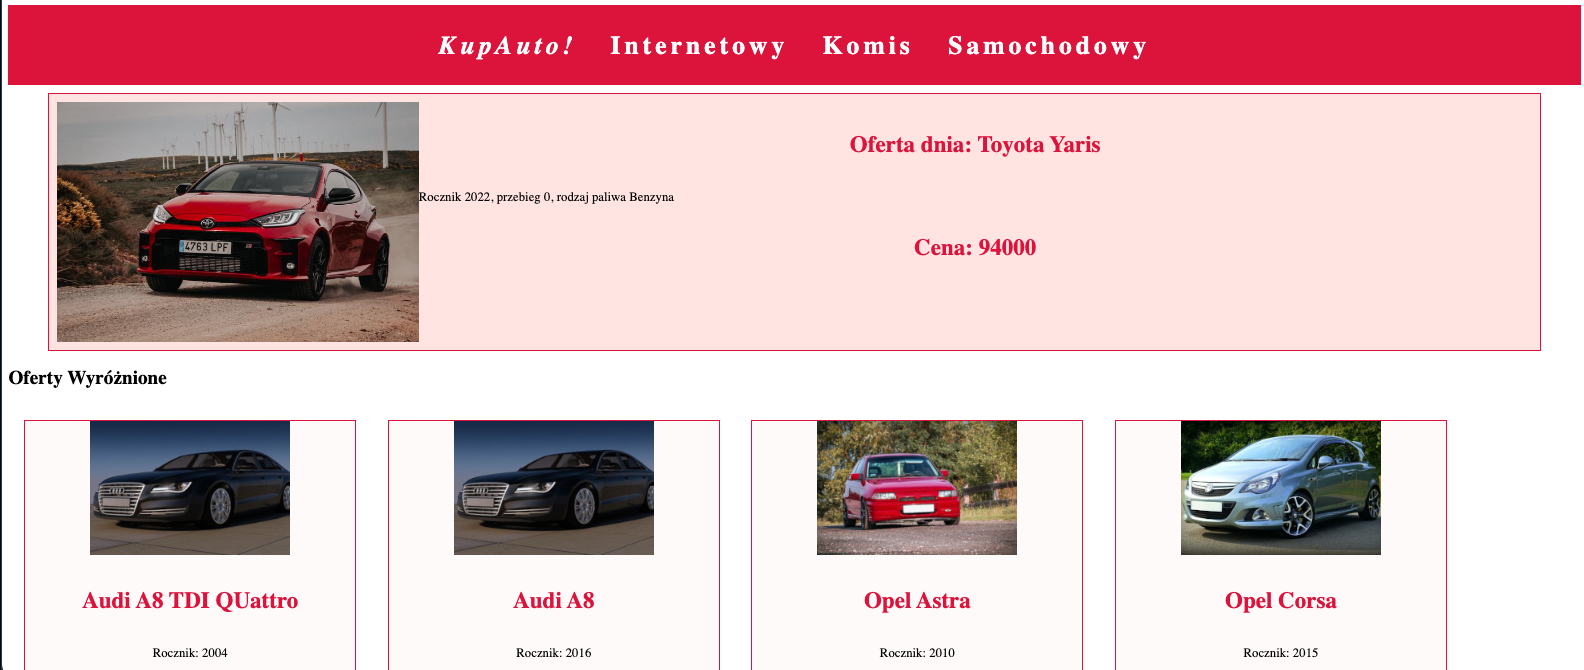 KupAuto! Internetowy Komis Samochodowy
4763 LPF
Oferta dnia: Toyota Yaris
Rocznik 2022, przebieg 0, rodzaj paliwa Benzyna
Cena: 94000
Oferty Wyróżnione
Audi A8 TDI QUattro
Audi A8
Opel Astra
Opel Corsa
Rocznik: 2004
Rocznik: 2016
Rocznik: 2010
Rocznik: 2015